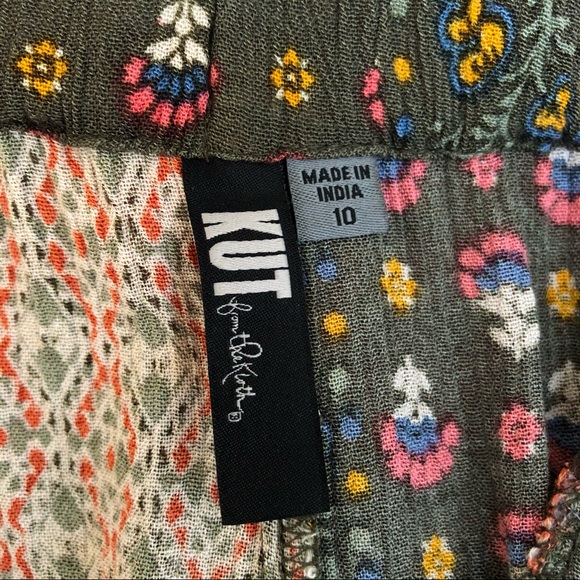 KUT
from the Kloth
®
MADE IN
INDIA
10